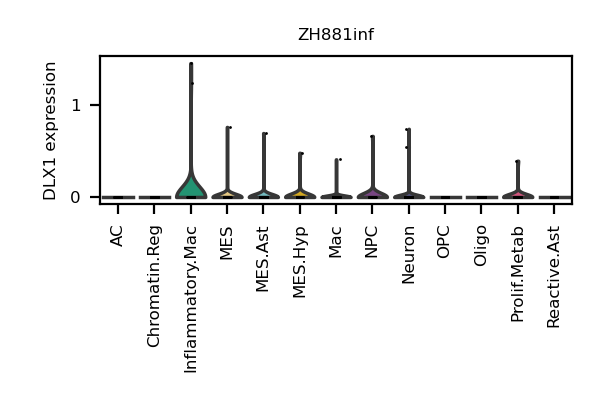 ZH881inf
DLX1 expression
1
0
AC
Chromatin.Reg
Inflammatory.Mac
MES
MES.Ast
MES.Hyp
Mac
NPC
Neuron
OPC
Oligo
Prolif.Metab
Reactive.Ast